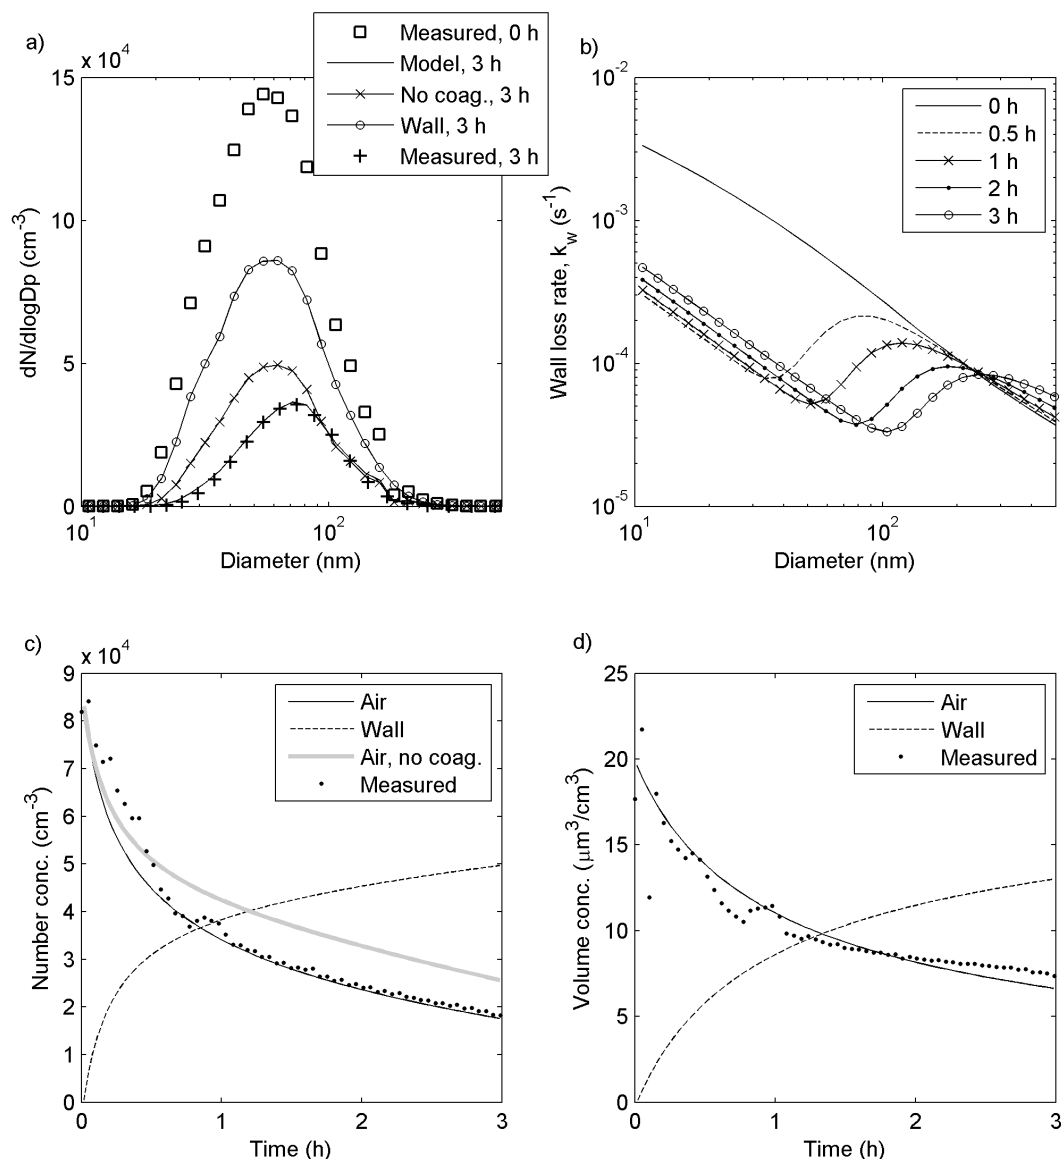 a)
x 10^4
Measured, 0 h
Model, 3 h
No coag., 3 h
Wall, 3 h
Measured, 3 h
15
10
5
0
dN/dlogDp (cm^-3)
10^1
10^2
Diameter (nm)
b)
10^-2
10^-3
10^-4
10^-5
Wall loss rate, k_w (s^-1)
0 h
0.5 h
1 h
2 h
3 h
10^1
10^2
Diameter (nm)
c)
x 10^4
9
8
7
6
5
4
3
2
1
0
Number conc. (cm^-3)
Air
Wall
Air, no coag.
Measured
0
1
2
3
Time (h)
d)
25
20
15
10
5
0
Volume conc. (μm^3/cm^3)
Air
Wall
Measured
0
1
2
3
Time (h)